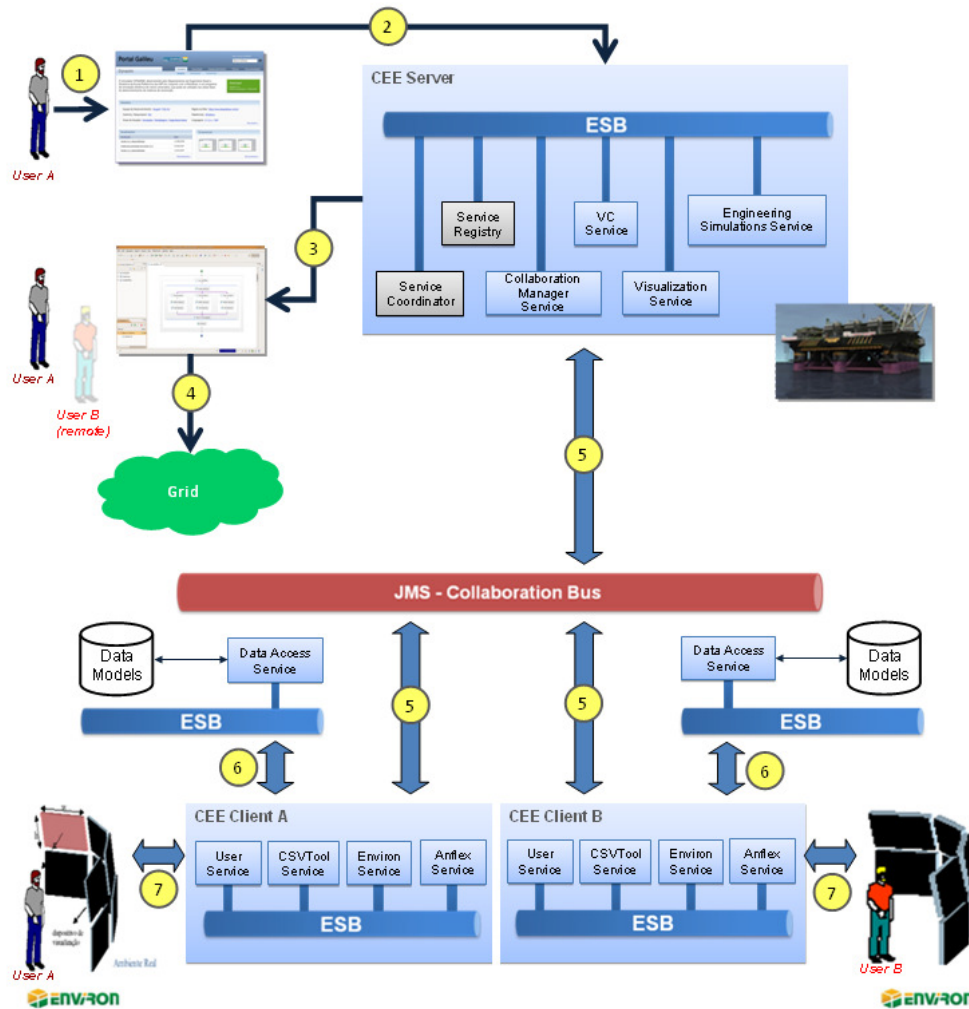 2
Portal Galileu
1
User A
CEE Server
ESB
Service
Registry
VC
Service
Engineering
Simulations Service
Service
Coordinator
Collaboration
Manager
Service
Visualization
Service
3
User A
User B
(remote)
4
Grid
5
JMS - Collaboration Bus
Data
Models
Data Access
Service
ESB
Data Access
Service
Data
Models
ESB
5
5
6
6
CEE Client A
User
Service
CSVTool
Service
Environ
Service
Anflex
Service
ESB
CEE Client B
User
Service
CSVTool
Service
Environ
Service
Anflex
Service
ESB
7
7
dispositivo de
visualização
Ambiente Real
User A
User B
ENVIRON
ENVIRON